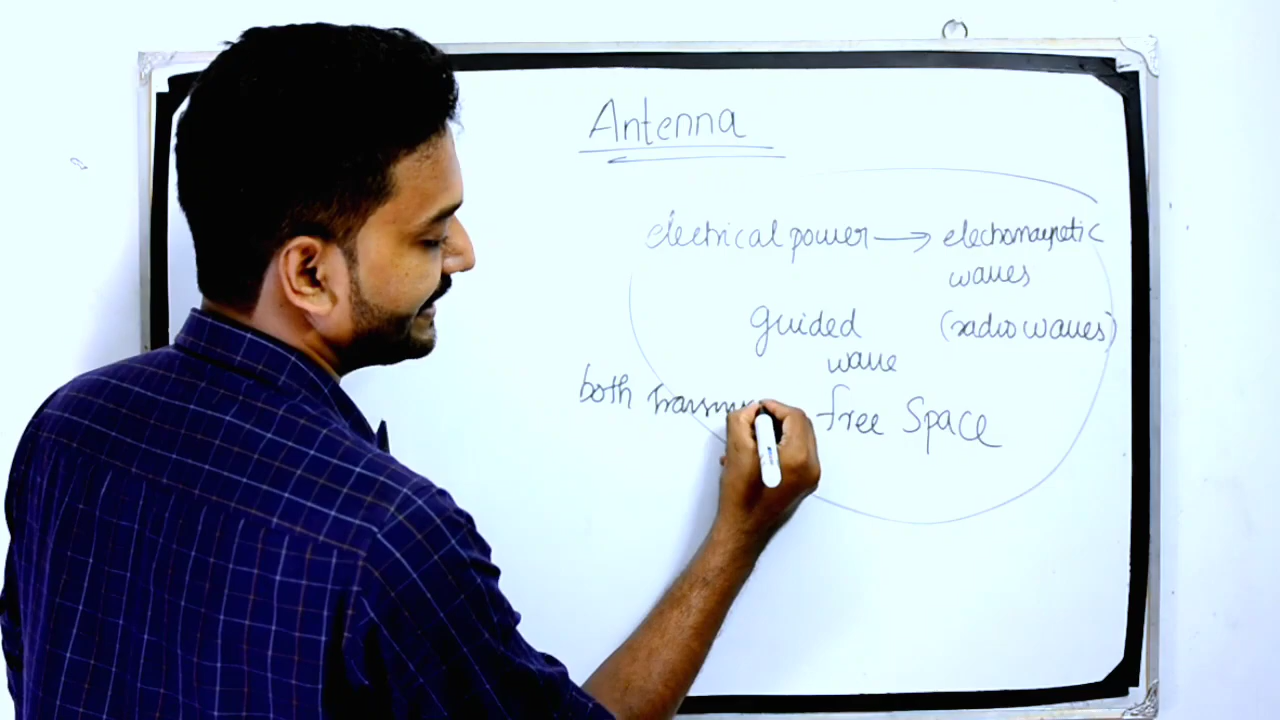 Antenna
electrical power → electromagnetic
waves
guided (radio waves)
wave
both
free Space